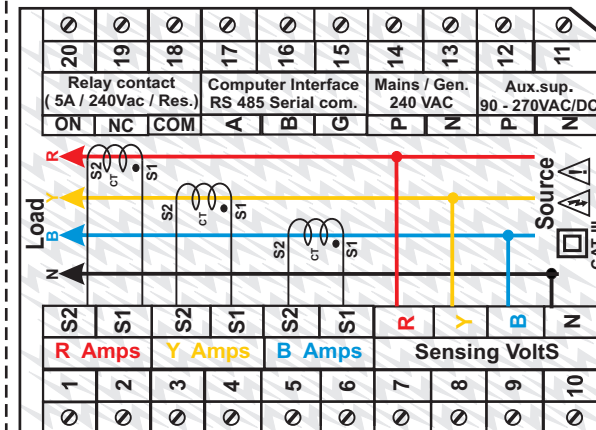 20 19 18 17 16 15 14 13 12 11
Relay contact
( 5A / 240Vac / Res.)
Computer Interface
RS 485 Serial com.
Mains / Gen.
240 VAC
Aux.sup.
90 - 270VAC/DC
ON NC COM A B G P N P N
R
Y
B
N
Load
S2 CT S1
S2 CT S1
S2 CT S1
Source
CAT III
S2 S1 S2 S1 S2 S1 R Y B N
R Amps Y Amps B Amps Sensing VoltS
1 2 3 4 5 6 7 8 9 10